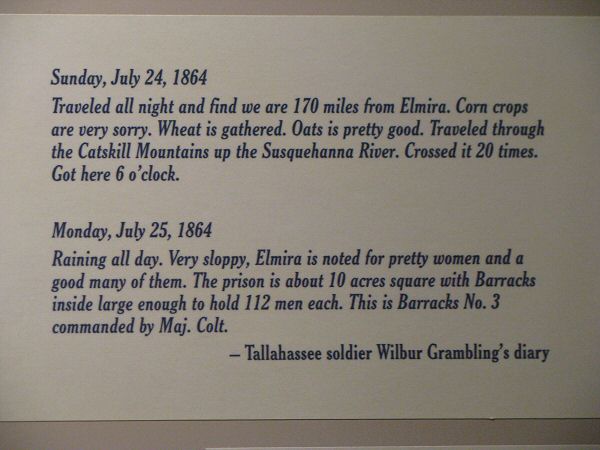 Sunday, July 24, 1864
Traveled all night and find we are 170 miles from Elmira. Corn crops
are very sorry. Wheat is gathered. Oats is pretty good. Traveled through
the Catskill Mountains up the Susquehanna River. Crossed it 20 times.
Got here 6 o'clock.
Monday, July 25, 1864
Raining all day. Very sloppy, Elmira is noted for pretty women and a
good many of them. The prison is about 10 acres square with Barracks
inside large enough to hold 112 men each. This is Barracks No. 3
commanded by Maj. Colt.
– Tallahassee soldier Wilbur Grambling's diary